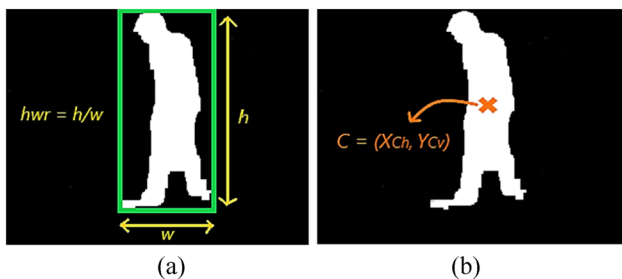 hwr = h/w
h
w
(a)
C = (XCh, YCv)
(b)